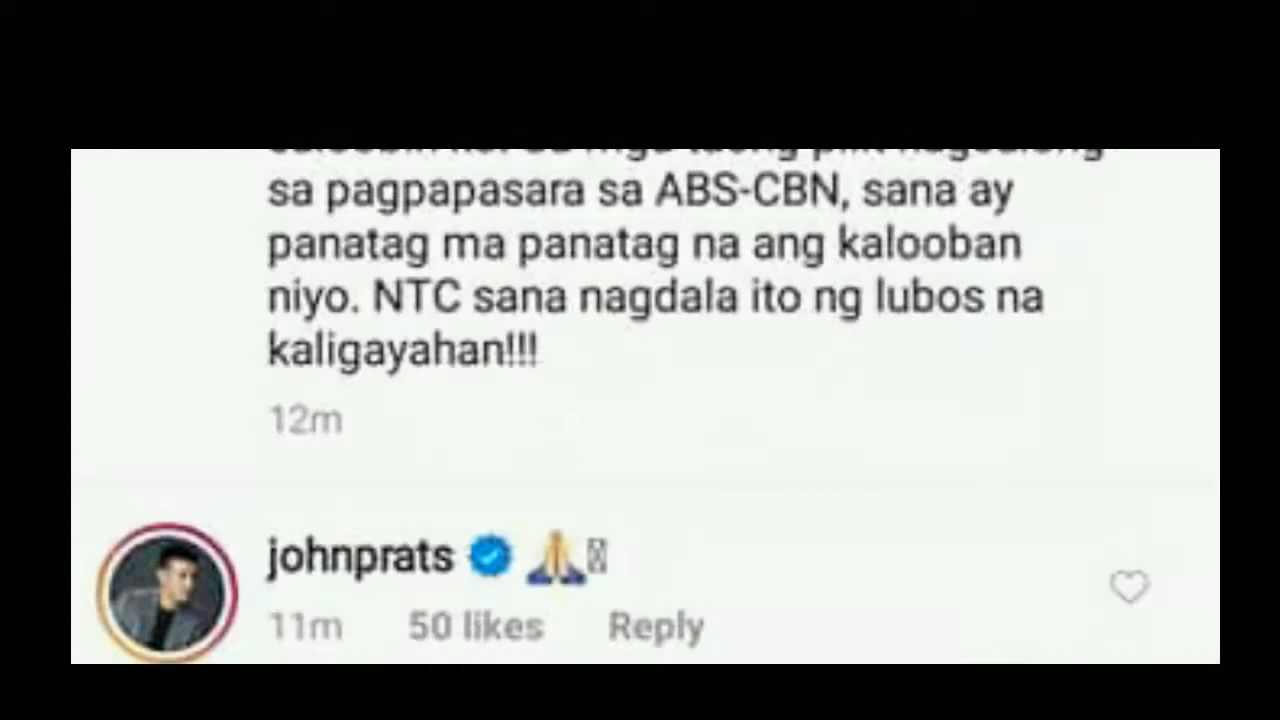 sa pagpapasara sa ABS-CBN, sana ay
panatag ma panatag na ang kalooban
niyo. NTC sana nagdala ito ng lubos na
kaligayahan!!!
12m
johnprats 🙏
11m 50 likes Reply